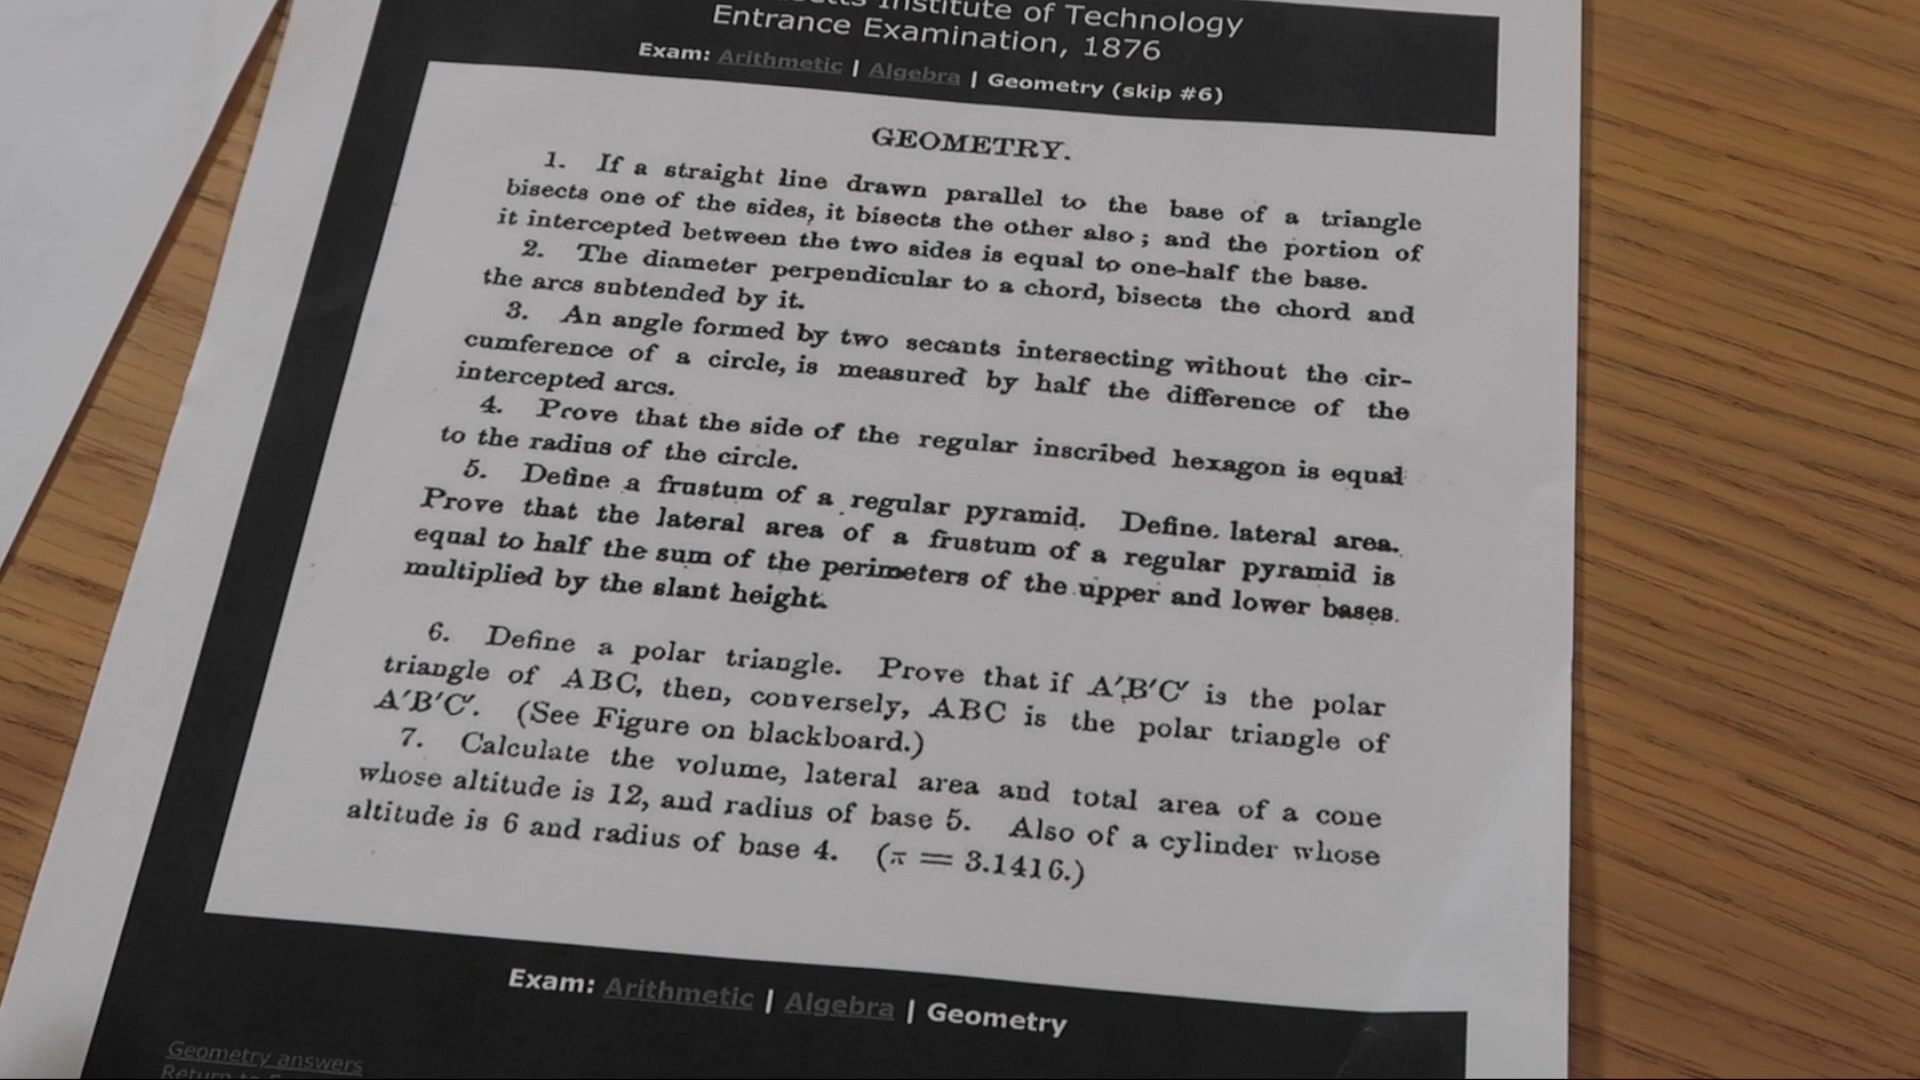 Institute of Technology
Entrance Examination, 1876
Exam: Arithmetic | Algebra | Geometry (skip #6)
GEOMETRY.
1. If a straight line drawn parallel to the base of a triangle
bisects one of the sides, it bisects the other also; and the portion of
it intercepted between the two sides is equal to one-half the base.
2. The diameter perpendicular to a chord, bisects the chord and
the arcs subtended by it.
3. An angle formed by two secants intersecting without the cir-
cumference of a circle, is measured by half the difference of the
intercepted arcs.
4. Prove that the side of the regular inscribed hexagon is equal
to the radius of the circle.
5. Define a frustum of a regular pyramid. Define lateral area.
Prove that the lateral area of a frustum of a regular pyramid is
equal to half the sum of the perimeters of the upper and lower bases
multiplied by the slant height.
6. Define a polar triangle. Prove that if A′B′C′ is the polar
triangle of ABC, then, conversely, ABC is the polar triangle of
A′B′C′. (See Figure on blackboard.)
7. Calculate the volume, lateral area and total area of a cone
whose altitude is 12, and radius of base 5. Also of a cylinder whose
altitude is 6 and radius of base 4. (π = 3.1416.)
Exam: Arithmetic | Algebra | Geometry
Geometry answers
Return to